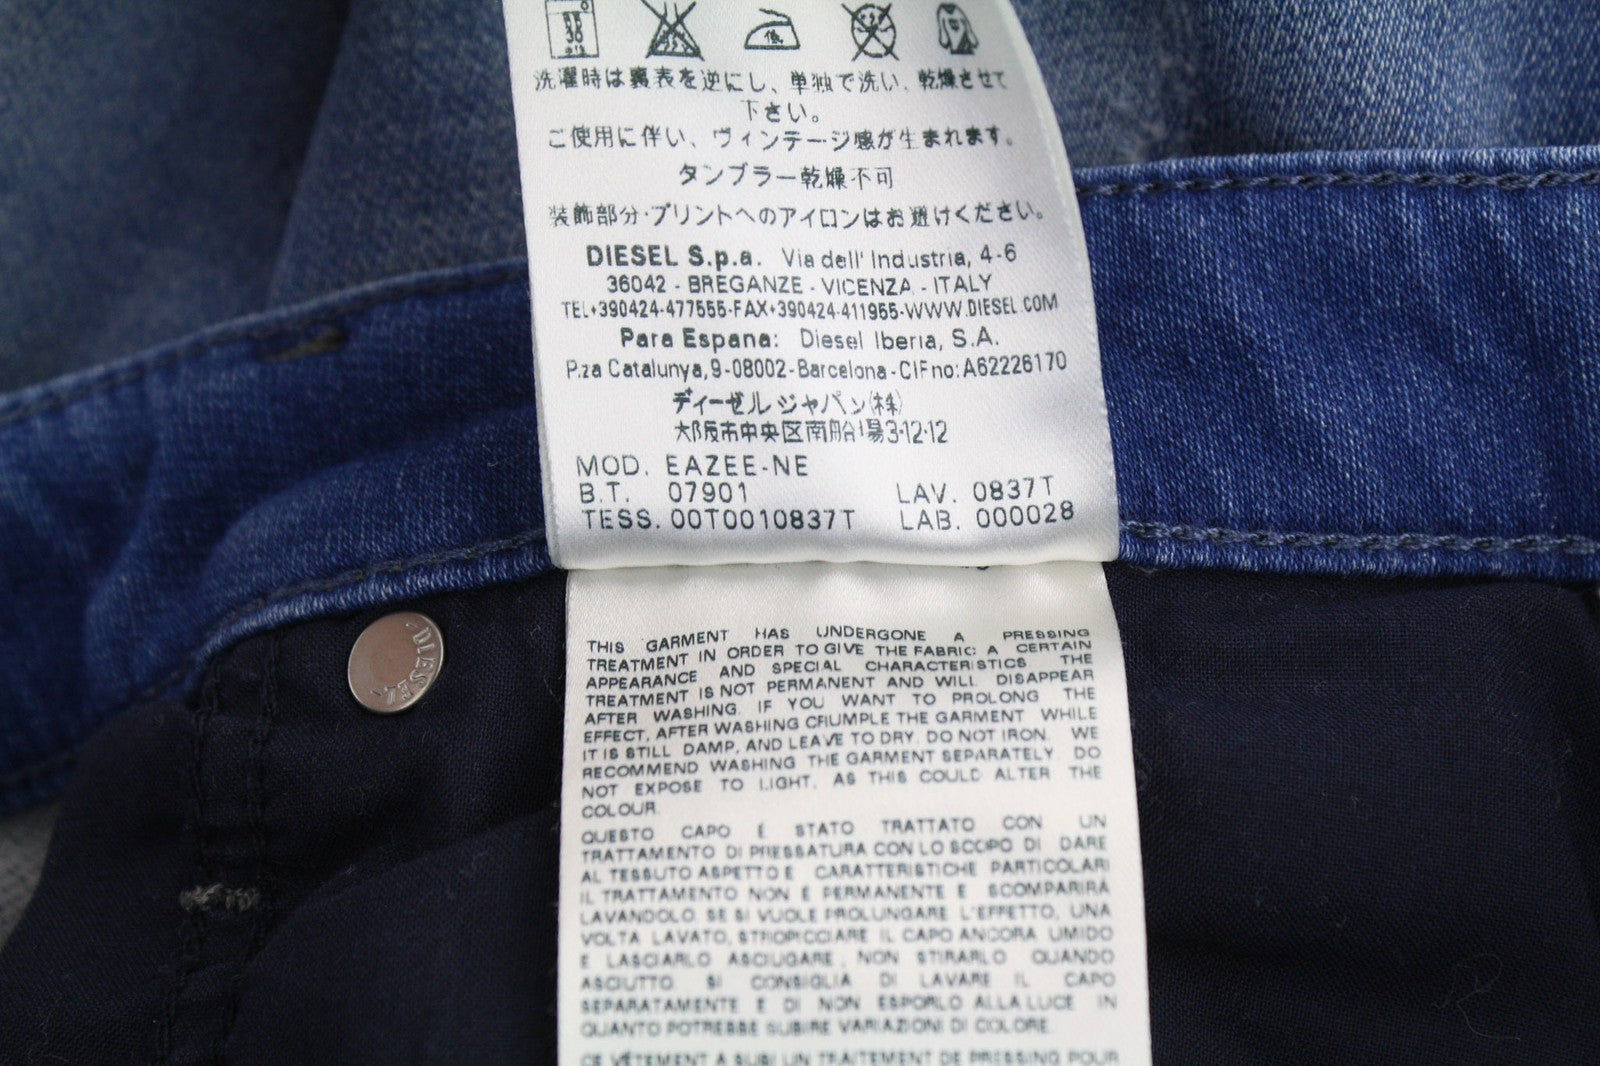 30
低
洗濯時は裏表を逆にし、単独で洗い、乾燥させて
下さい。
ご使用に伴い、ヴィンテージ感が生まれます。
タンブラー乾燥不可
装飾部分・プリントへのアイロンはお避けください。
DIESEL S.p.a. Via dell' Industria, 4-6
36042 - BREGANZE - VICENZA - ITALY
TEL+390424-477555-FAX+390424-411955-WWW.DIESEL.COM
Para Espana: Diesel Iberia, S.A.
P.za Catalunya,9-08002-Barcelona-CIF no:A62226170
ディーゼル ジャパン(株)
大阪市中央区南船場3-12-12
MOD. EAZEE-NE
B.T. 07901 LAV. 0837T
TESS. 00T0010837T LAB. 000028
DIESEL
THIS GARMENT HAS UNDERGONE A PRESSING
TREATMENT IN ORDER TO GIVE THE FABRIC A CERTAIN
APPEARANCE AND SPECIAL CHARACTERISTICS THE
TREATMENT IS NOT PERMANENT AND WILL DISAPPEAR
AFTER WASHING. IF YOU WANT TO PROLONG THE
EFFECT, AFTER WASHING CRUMPLE THE GARMENT WHILE
IT IS STILL DAMP, AND LEAVE TO DRY. DO NOT IRON. WE
RECOMMEND WASHING THE GARMENT SEPARATELY DO
NOT EXPOSE TO LIGHT, AS THIS COULD ALTER THE
COLOUR.
QUESTO CAPO E STATO TRATTATO CON UN
TRATTAMENTO DI PRESSATURA CON LO SCOPO DI DARE
AL TESSUTO ASPETTO E CARATTERISTICHE PARTICOLARI
IL TRATTAMENTO NON E PERMANENTE E SCOMPARIRÀ
LAVANDOLO. SE SI VUOLE PROLUNGARE L'EFFETTO, UNA
VOLTA LAVATO, STROPICCIARE IL CAPO ANCORA UMIDO
E LASCIARLO ASCIUGARE, NON STIRARLO QUANDO
ASCIUTTO. SI CONSIGLIA DI LAVARE IL CAPO
SEPARATAMENTE E DI NON ESPORLO ALLA LUCE IN
QUANTO POTREBBE SUBIRE VARIAZIONI DI COLORE.
CE VÊTEMENT A SUBI UN TRAITEMENT DE PRESSING POUR